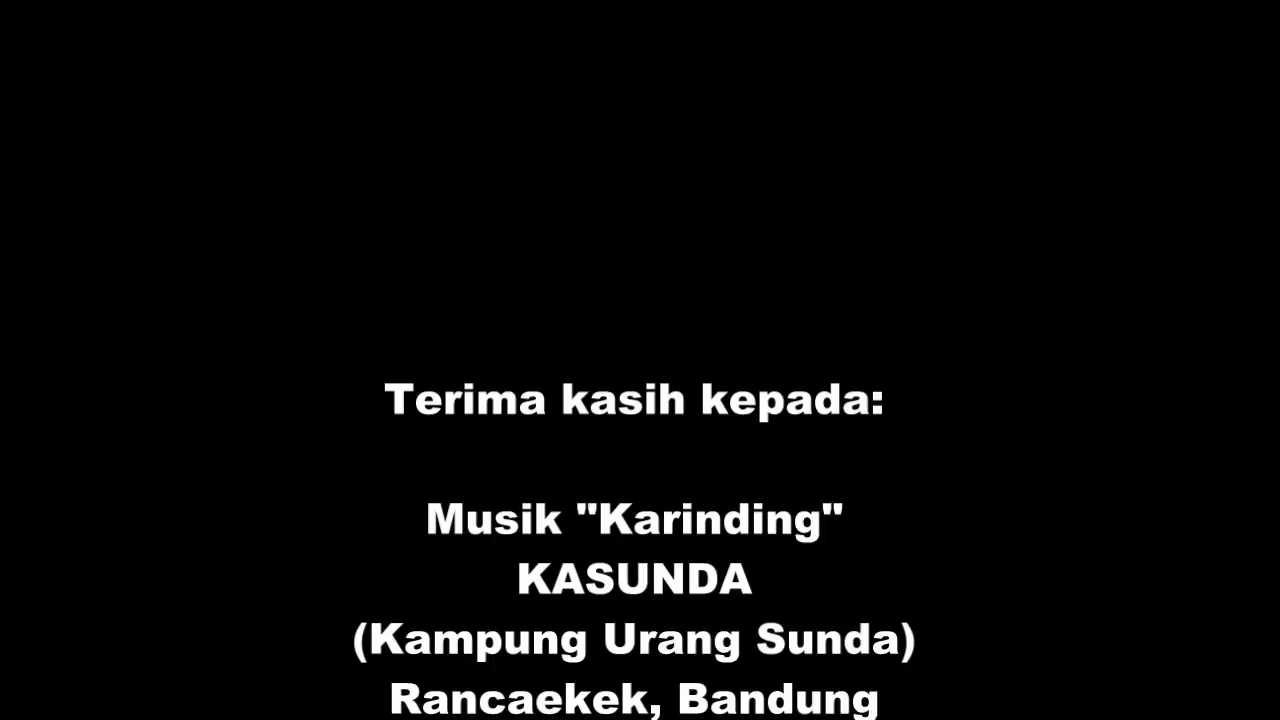 Terima kasih kepada:
Musik "Karinding"
KASUNDA
(Kampung Urang Sunda)
Rancaekek, Bandung